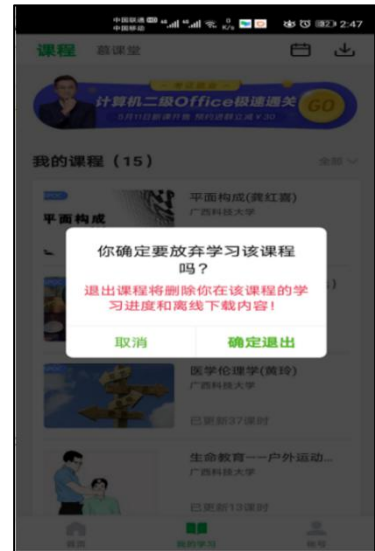 中国联通
中国移动
2:47
课程 慕课堂
计算机二级Office极速通关 GO
我的课程（15）
全部
平面构成(龚红喜)
广西科技大学
平面构成
你确定要放弃学习该课程
吗？
退出课程将删除你在该课程的学
习进度和离线下载内容！
取消 确定退出
医学伦理学(黄玲)
广西科技大学
已更新37课时
生命教育——户外运动...
广西科技大学
已更新13课时
首页 我的学习 账号